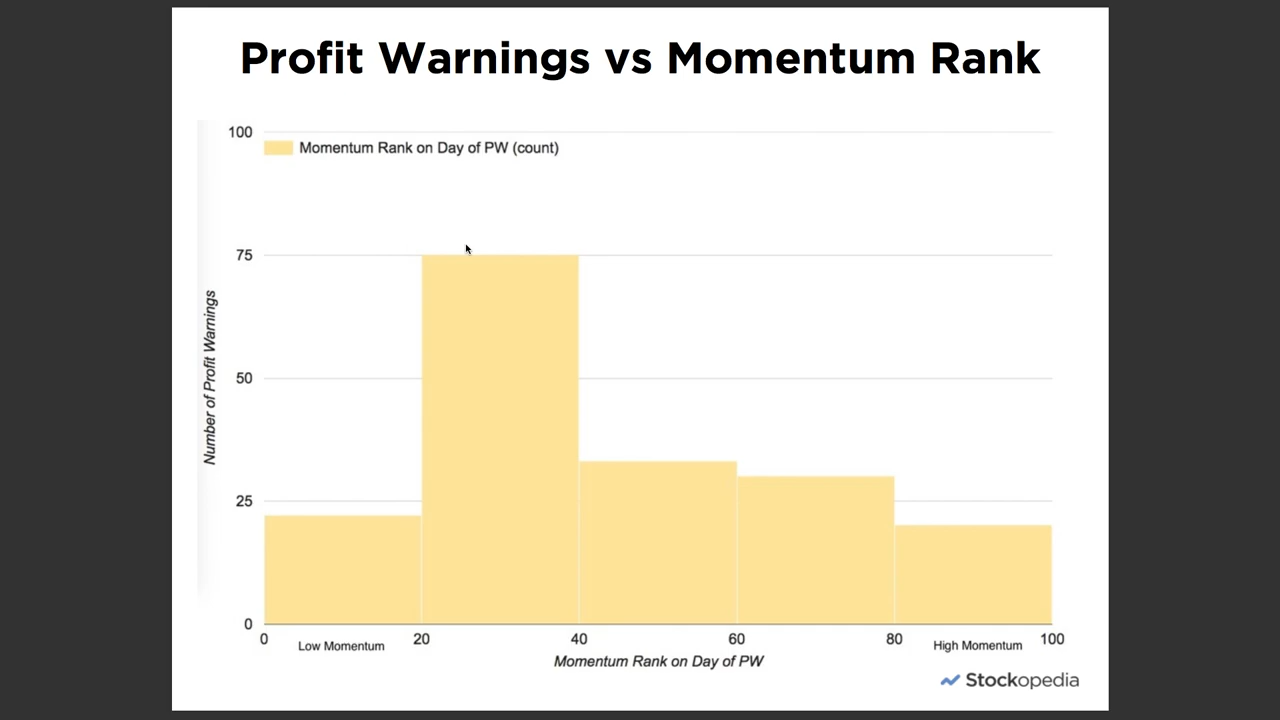 Profit Warnings vs Momentum Rank
100
Momentum Rank on Day of PW (count)
75
50
25
0
Number of Profit Warnings
0 20 40 60 80 100
Low Momentum High Momentum
Momentum Rank on Day of PW
Stockopedia